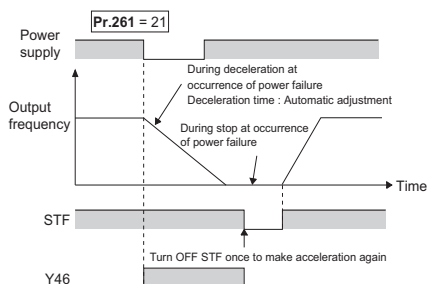 Pr.261 = 21
Power
supply
During deceleration at
occurrence of power failure
Deceleration time : Automatic adjustment
Output
frequency
During stop at occurrence
of power failure
Time
STF
Turn OFF STF once to make acceleration again
Y46